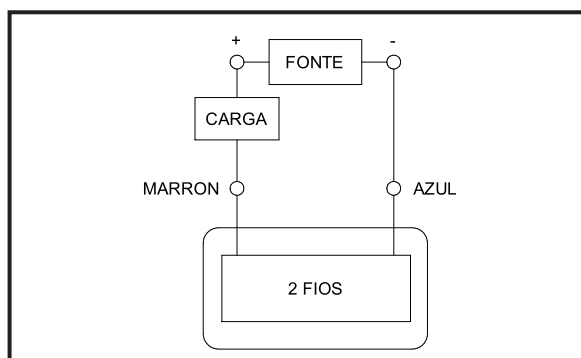 + -
FONTE
CARGA
MARRON AZUL
2 FIOS